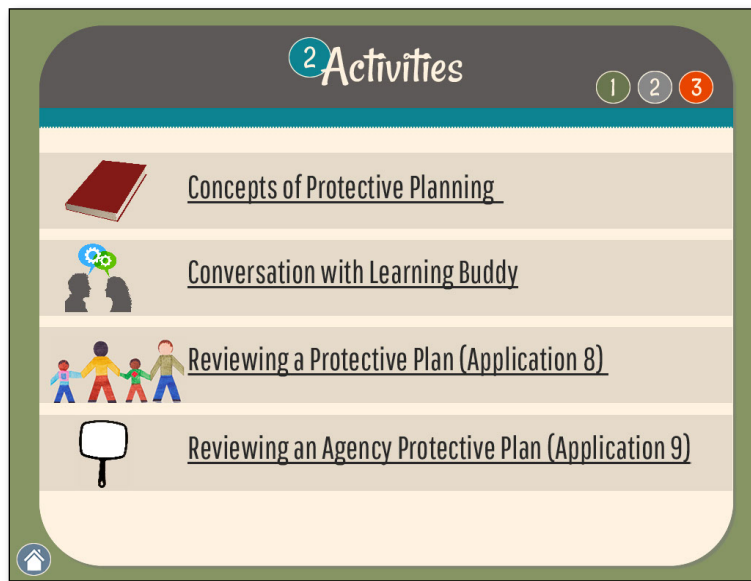 2 Activities
1 2 3
Concepts of Protective Planning
Conversation with Learning Buddy
Reviewing a Protective Plan (Application 8)
Reviewing an Agency Protective Plan (Application 9)